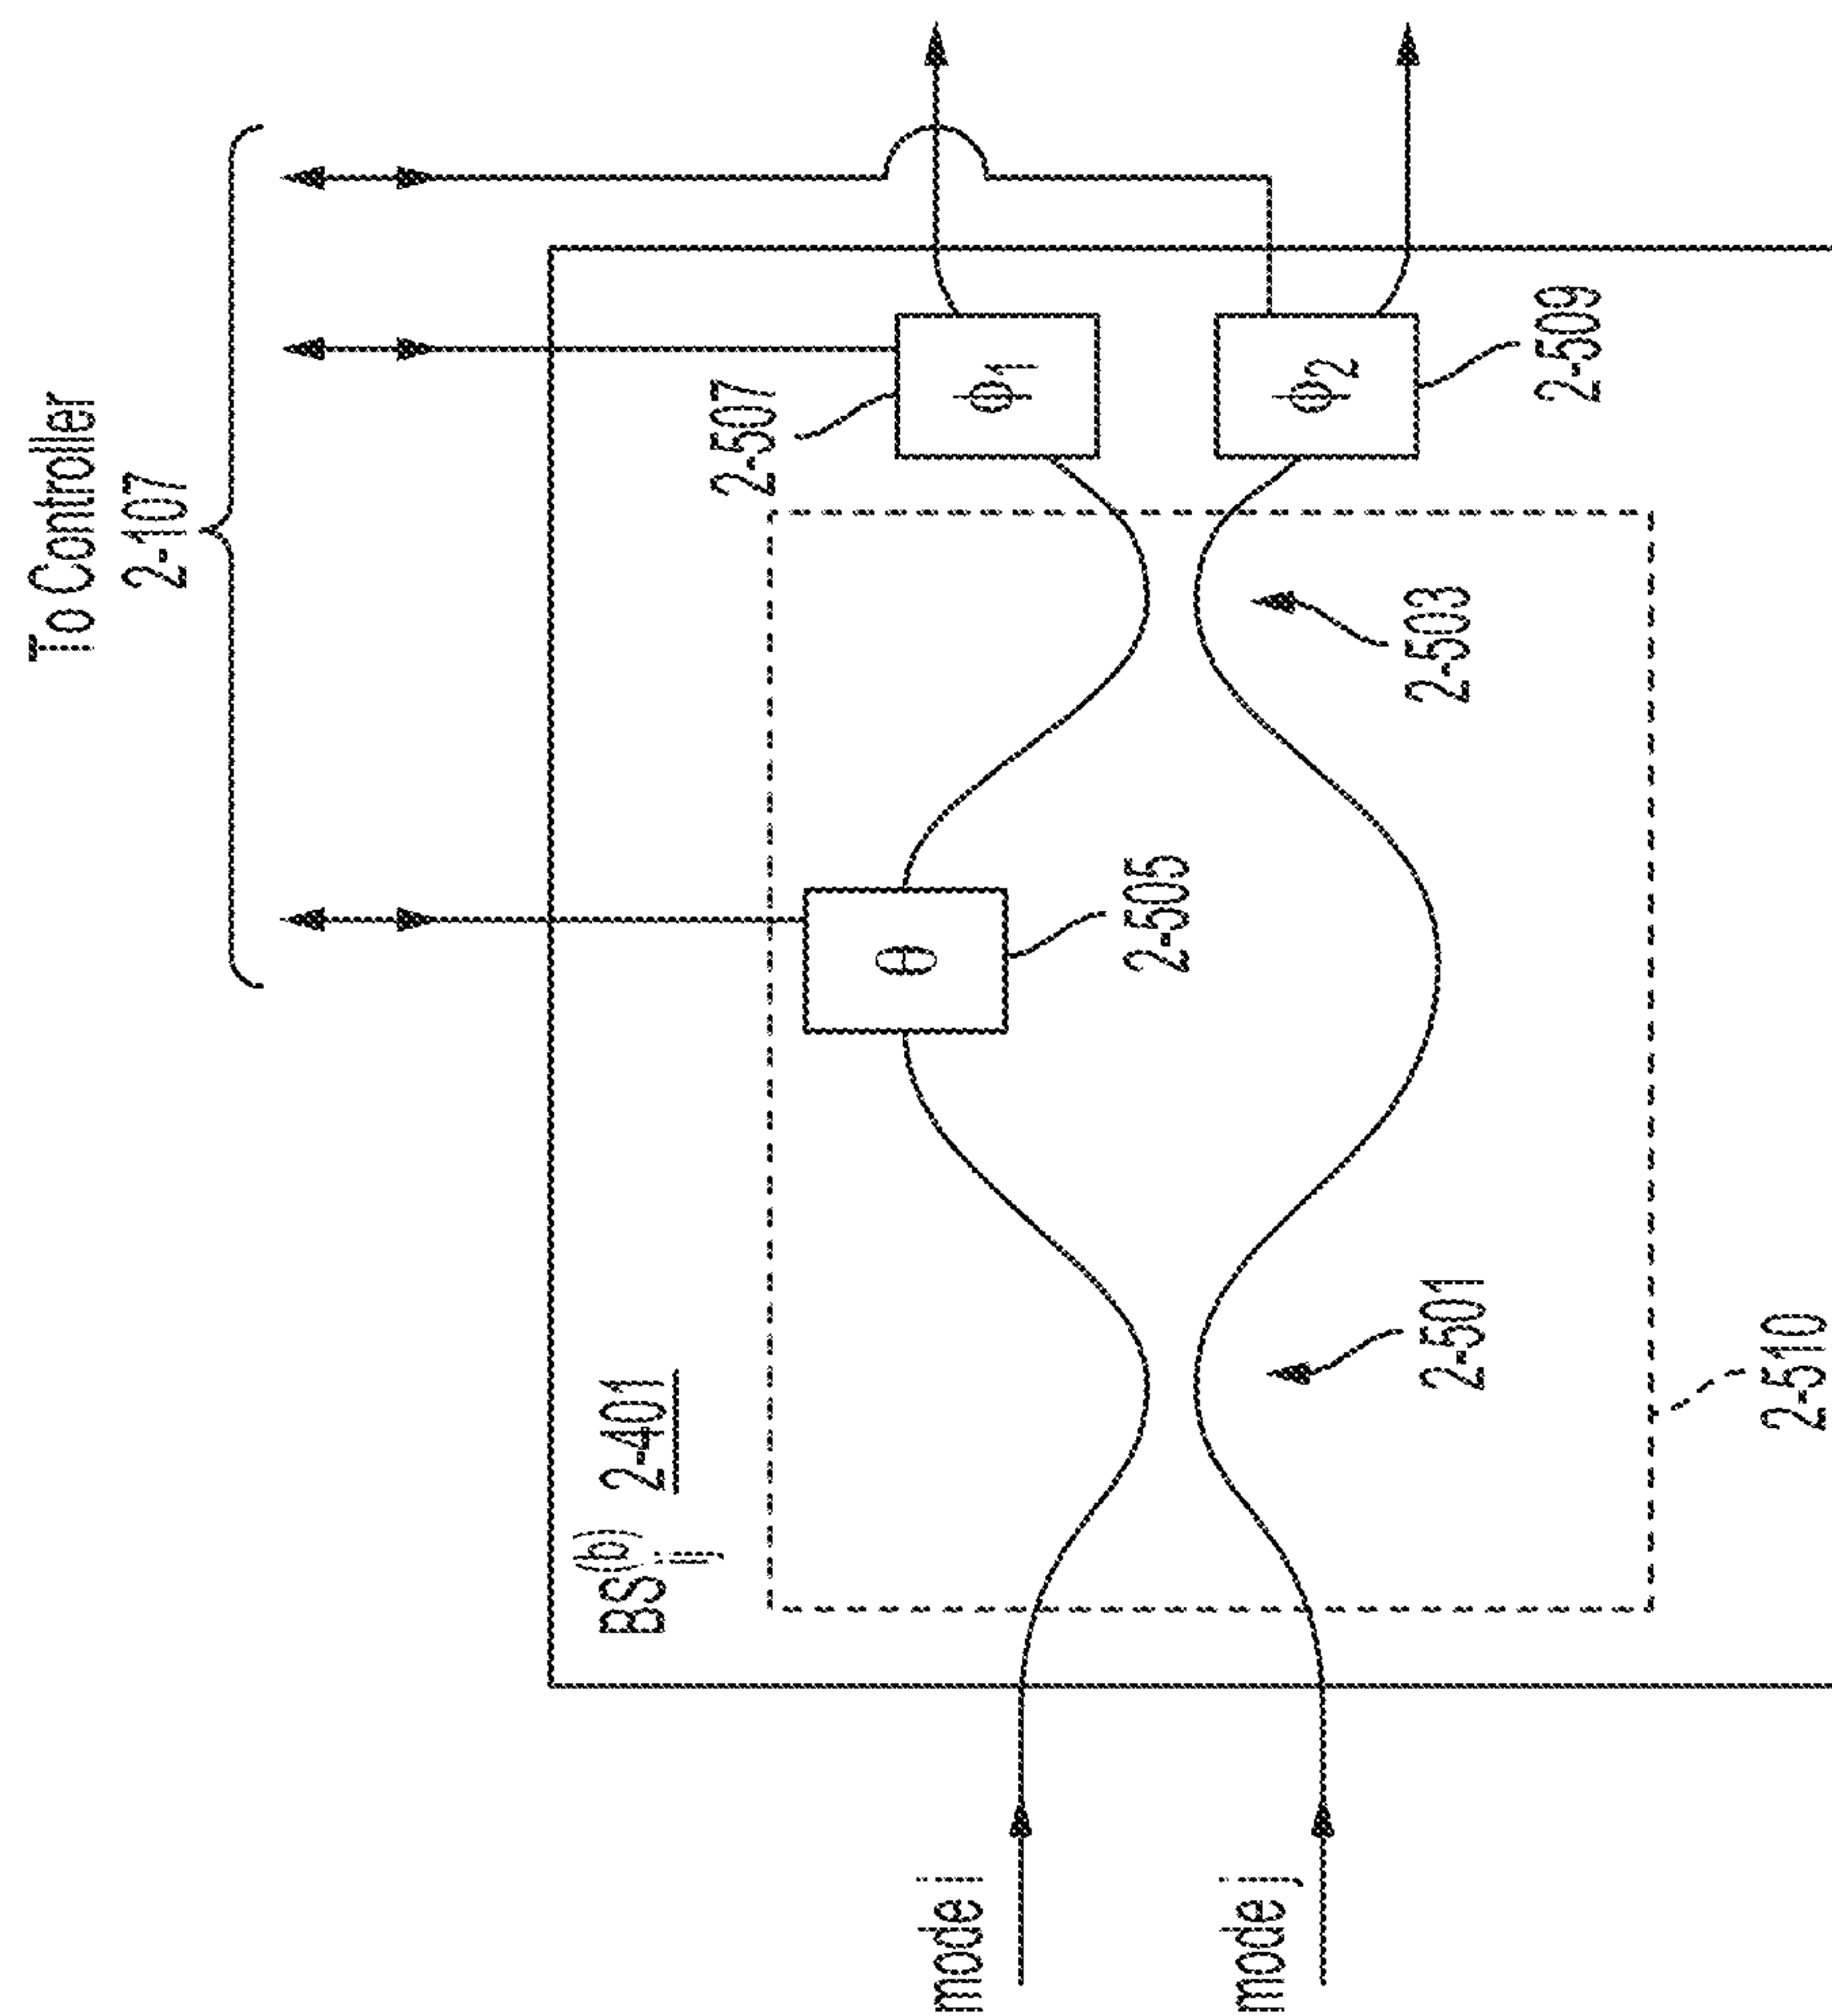 To Controller
2-107
BS(b)ij 2-401
2-507
ϕ1
ϕ2
2-509
θ
2-505
2-503
2-501
2-510
mode i
mode j